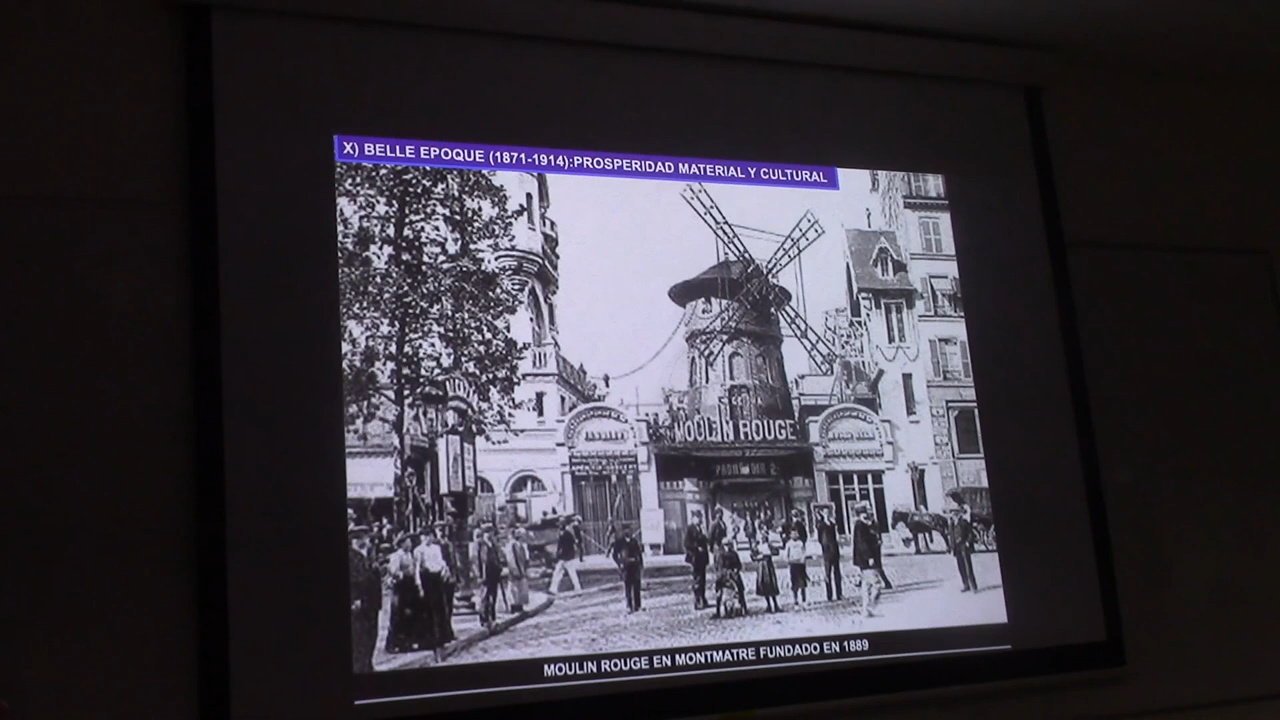 X) BELLE EPOQUE (1871-1914):PROSPERIDAD MATERIAL Y CULTURAL
MOULIN ROUGE
MOULIN ROUGE EN MONTMATRE FUNDADO EN 1889